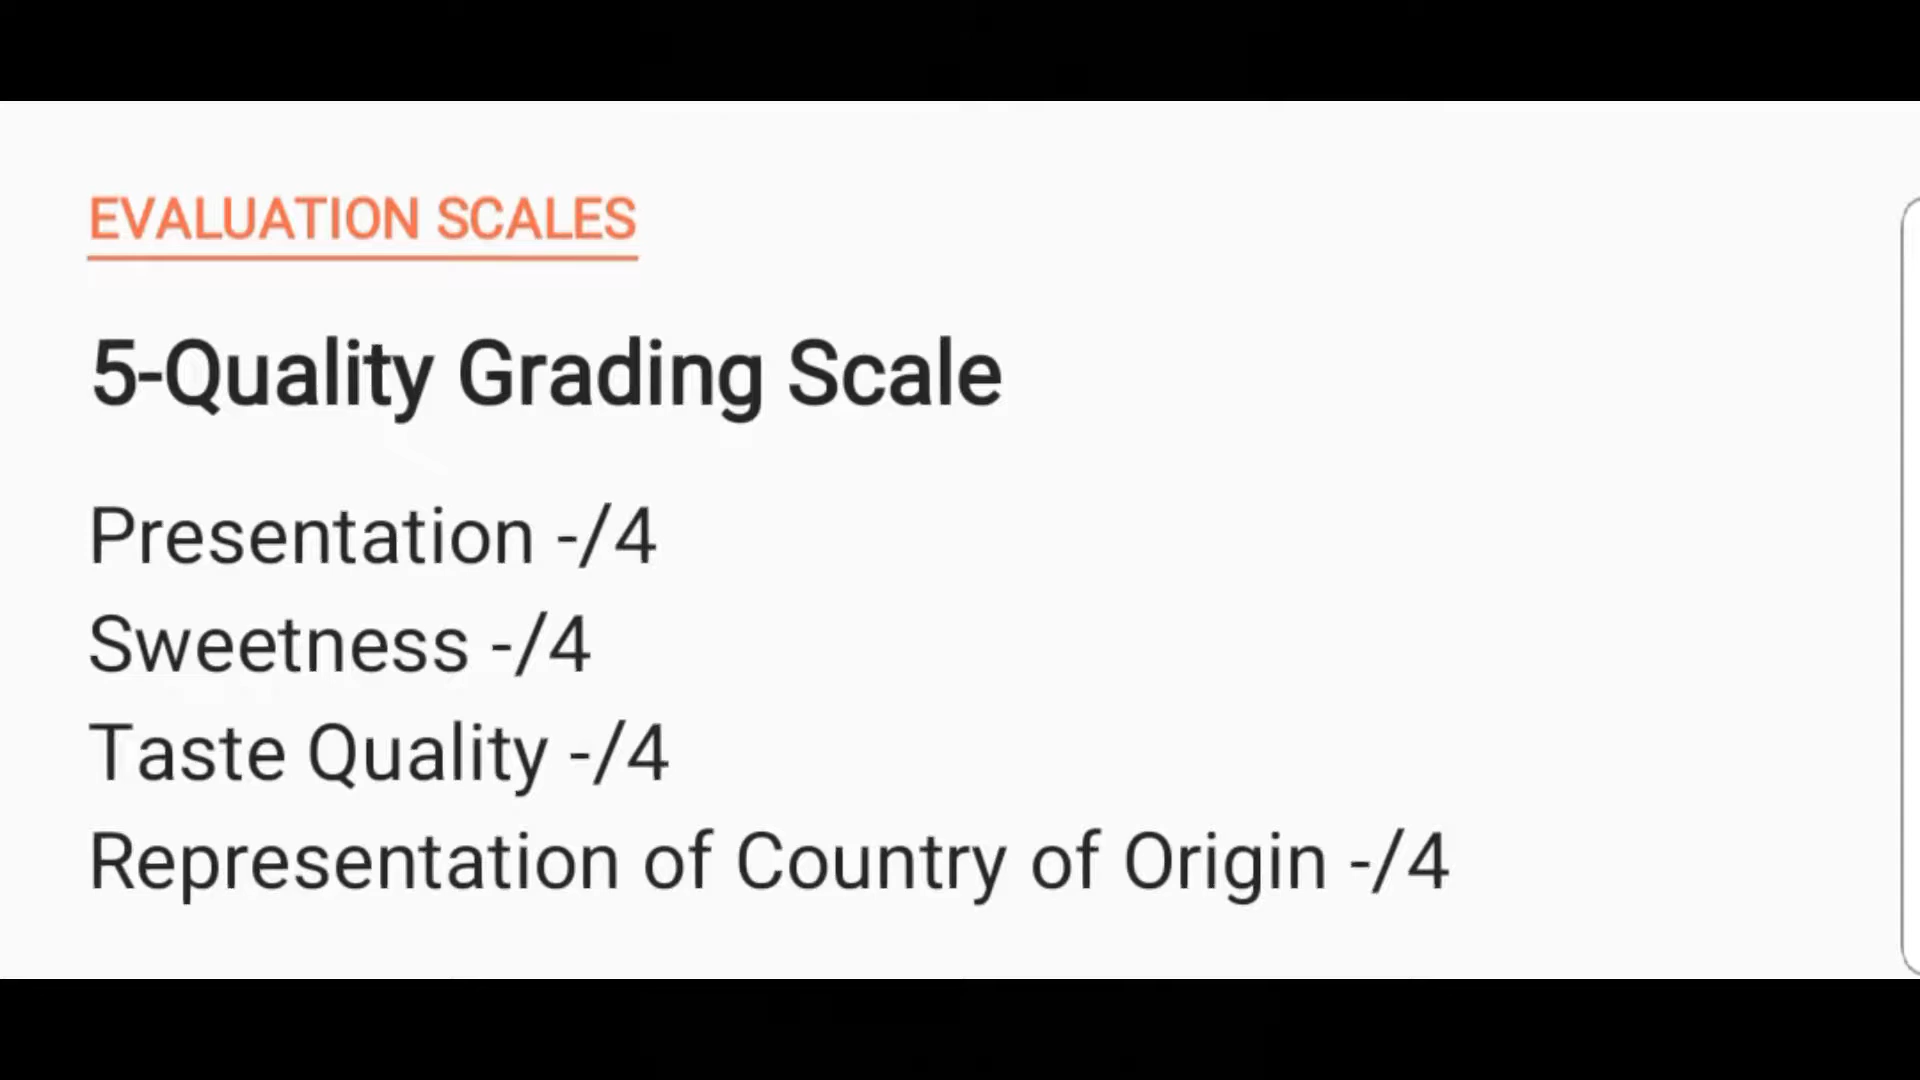 EVALUATION SCALES
5-Quality Grading Scale
Presentation -/4
Sweetness -/4
Taste Quality -/4
Representation of Country of Origin -/4